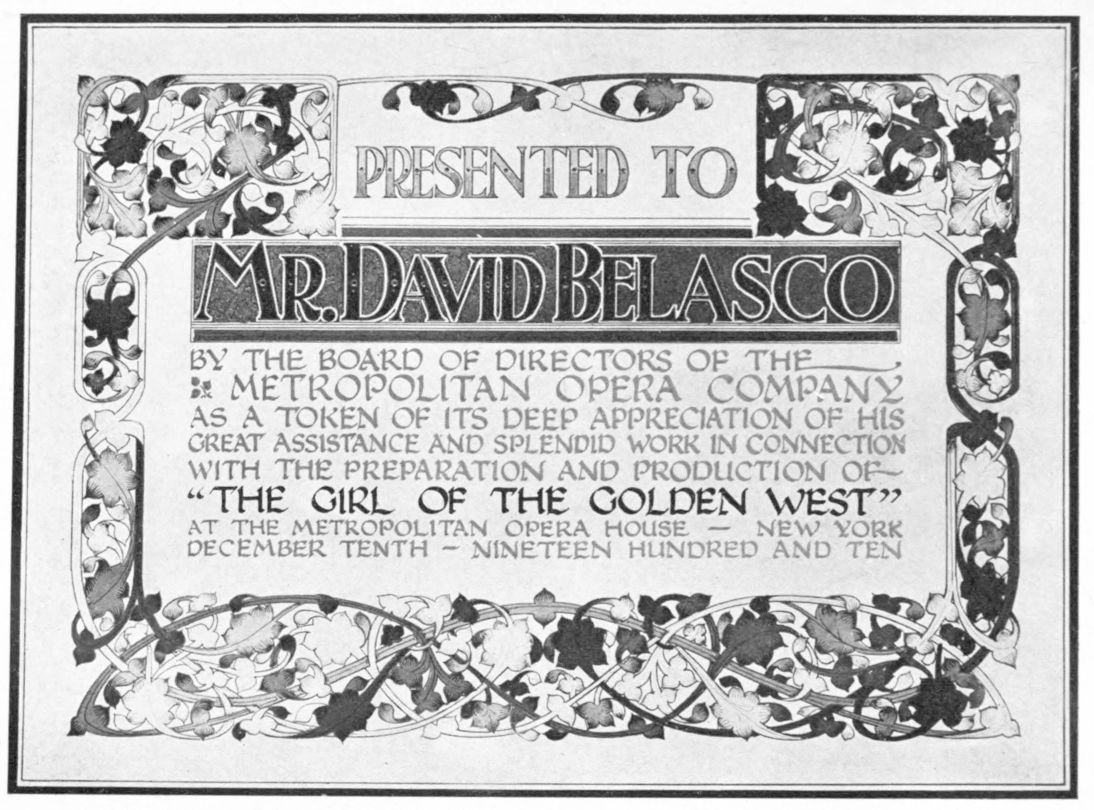 PRESENTED TO
MR. DAVID BELASCO
BY THE BOARD OF DIRECTORS OF THE
METROPOLITAN OPERA COMPANY
AS A TOKEN OF ITS DEEP APPRECIATION OF HIS
GREAT ASSISTANCE AND SPLENDID WORK IN CONNECTION
WITH THE PREPARATION AND PRODUCTION OF—
“THE GIRL OF THE GOLDEN WEST”
AT THE METROPOLITAN OPERA HOUSE — NEW YORK
DECEMBER TENTH – NINETEEN HUNDRED AND TEN